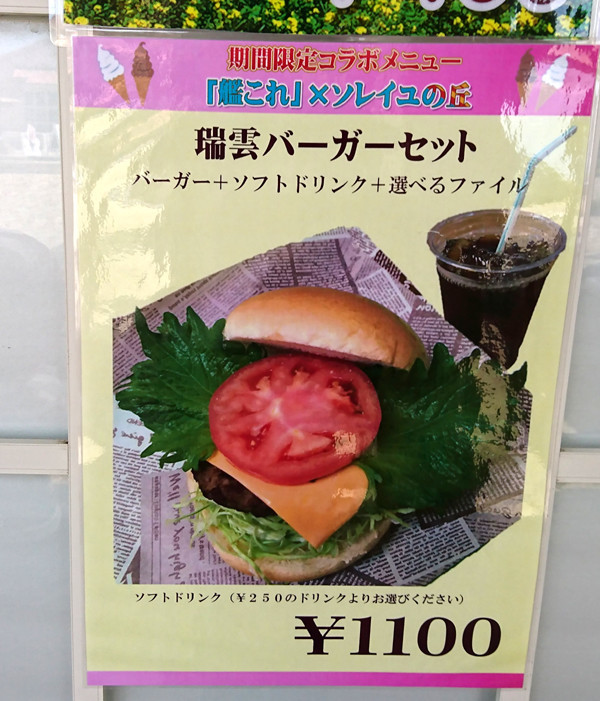 期間限定コラボメニュー
「艦これ」×ソレイユの丘
瑞雲バーガーセット
バーガー＋ソフトドリンク＋選べるファイル
ソフトドリンク（￥２５０のドリンクよりお選びください）
￥1100